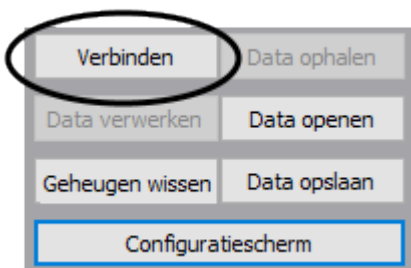 Verbinden Data ophalen
Data verwerken Data openen
Geheugen wissen Data opslaan
Configuratiescherm